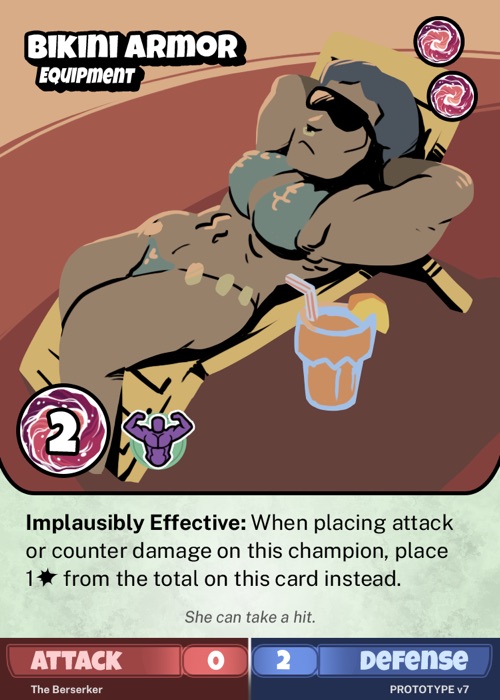 BIKINI ARMOR
EQUIPMENT
2
Implausibly Effective: When placing attack
or counter damage on this champion, place
1 from the total on this card instead.
She can take a hit.
ATTACK 0 2 DEFENSE
The Berserker PROTOTYPE v7